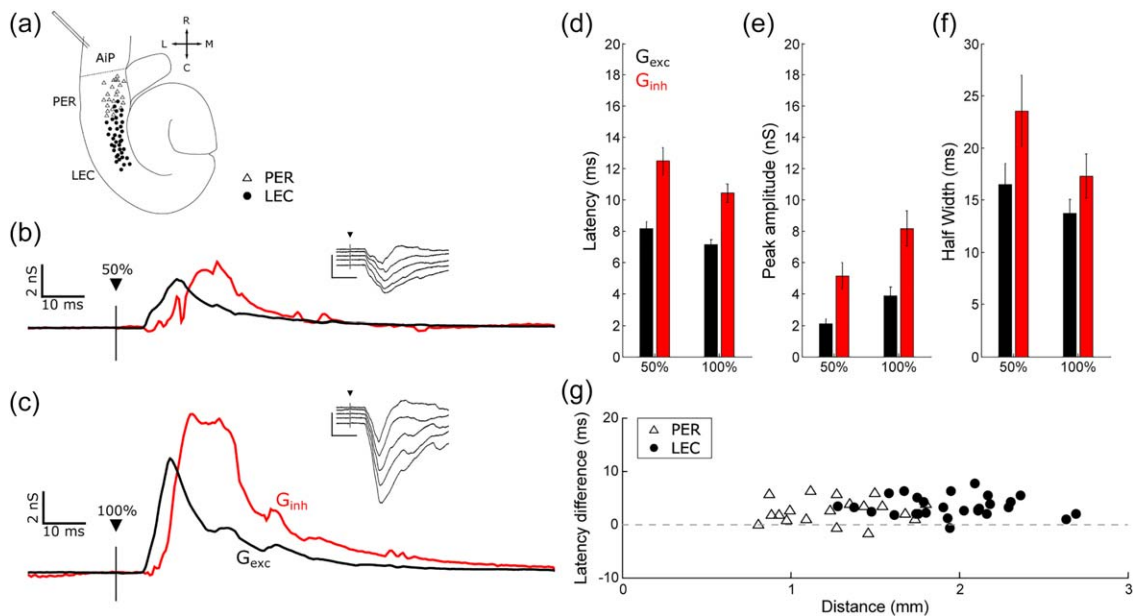 (a)
R
L M
C
AiP
PER
LEC
△ PER
● LEC
(b)
2 nS
10 ms
50%
(c)
2 nS
10 ms
100%
G_inh
G_exc
(d)
Latency (ms)
20
18
16
14
12
10
8
6
4
2
0
50% 100%
G_exc
G_inh
(e)
Peak amplitude (nS)
20
18
16
14
12
10
8
6
4
2
0
50% 100%
(f)
Half Width (ms)
35
30
25
20
15
10
5
0
50% 100%
(g)
Latency difference (ms)
20
10
0
-10
△ PER
● LEC
0 1 2 3
Distance (mm)